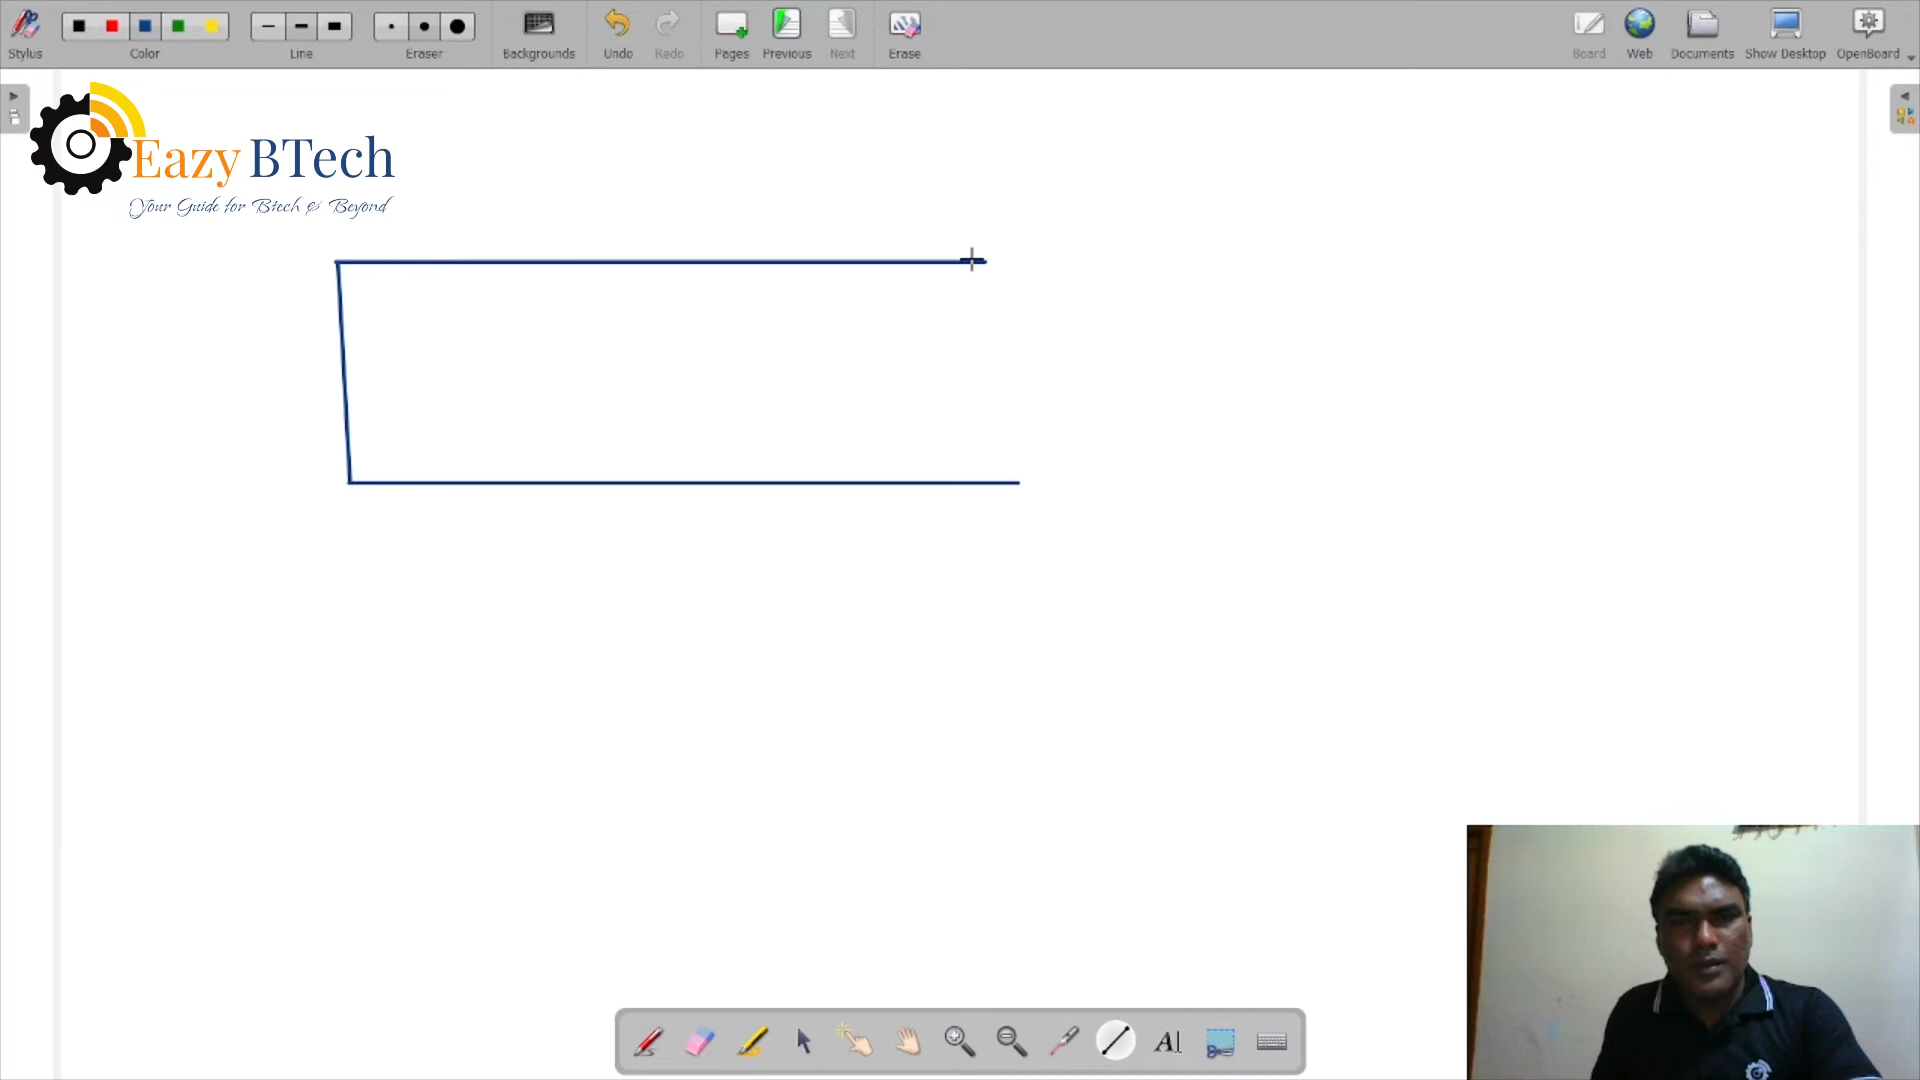 Stylus Color Line Eraser Backgrounds Undo Redo Pages Previous Next Erase Board Web Documents Show Desktop OpenBoard
Eazy BTech
Your Guide for Btech & Beyond
A